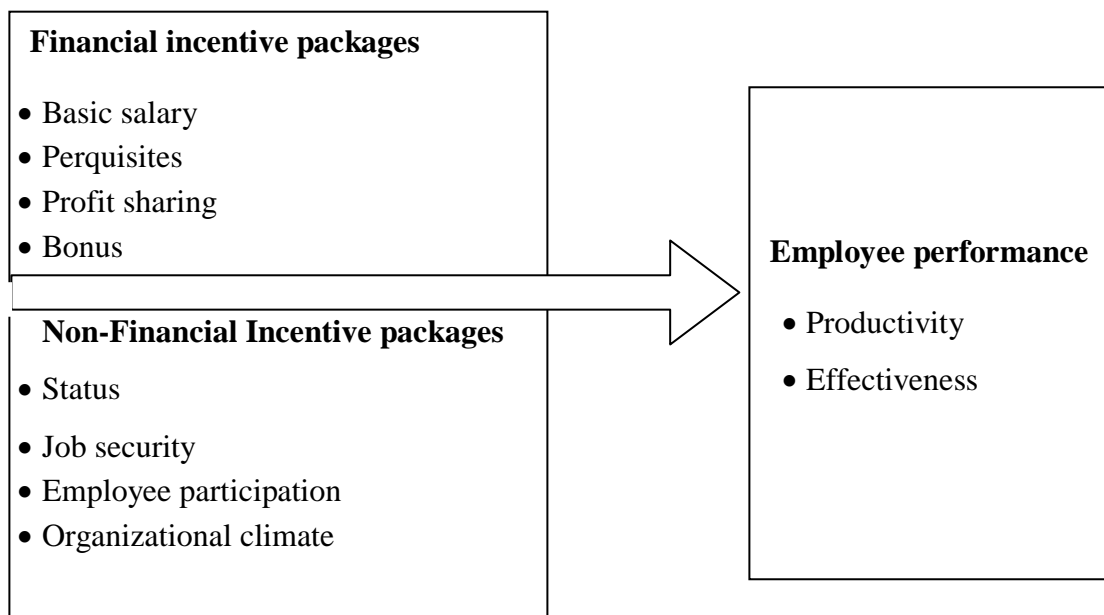 Financial incentive packages
• Basic salary
• Perquisites
• Profit sharing
• Bonus
Non-Financial Incentive packages
• Status
• Job security
• Employee participation
• Organizational climate
Employee performance
• Productivity
• Effectiveness